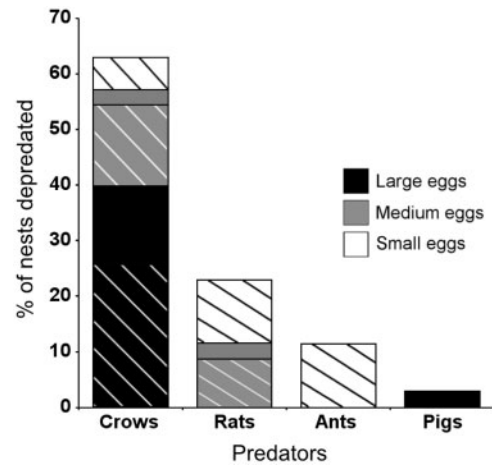 % of nests depredated
70
60
50
40
30
20
10
0
Large eggs
Medium eggs
Small eggs
Crows Rats Ants Pigs
Predators